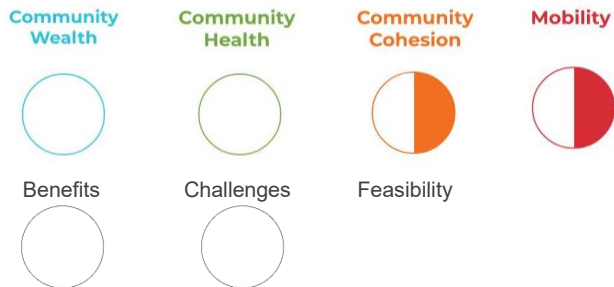 Community Wealth
Community Health
Community Cohesion
Mobility
Benefits Challenges Feasibility